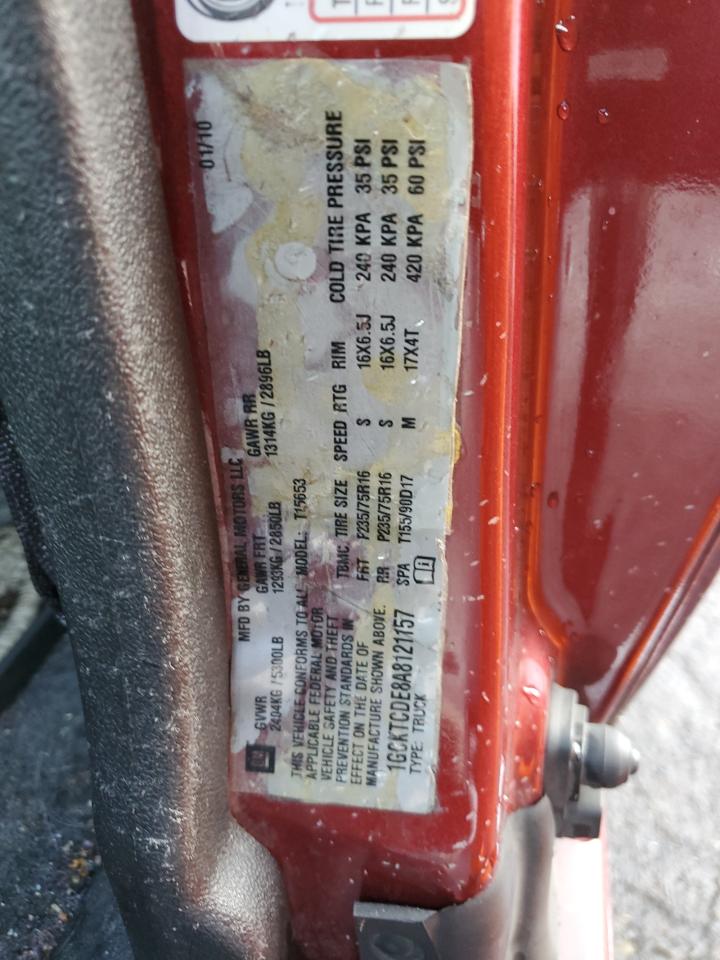 MFD BY GENERAL MOTORS LLC 01/10
GVWR GAWR FRT GAWR RR
2404KG / 5300LB 1293KG / 2850LB 1314KG / 2896LB
THIS VEHICLE CONFORMS TO ALL MODEL: T15653
APPLICABLE FEDERAL MOTOR
VEHICLE SAFETY AND THEFT
PREVENTION STANDARDS IN
EFFECT ON THE DATE OF
MANUFACTURE SHOWN ABOVE.
TBMC TIRE SIZE SPEED RTG RIM COLD TIRE PRESSURE
FRT P235/75R16 S 16X6.5J 240 KPA 35 PSI
RR P235/75R16 S 16X6.5J 240 KPA 35 PSI
SPA T155/90D17 M 17X4T 420 KPA 60 PSI
1GCKTCDE8A8121157
TYPE: TRUCK